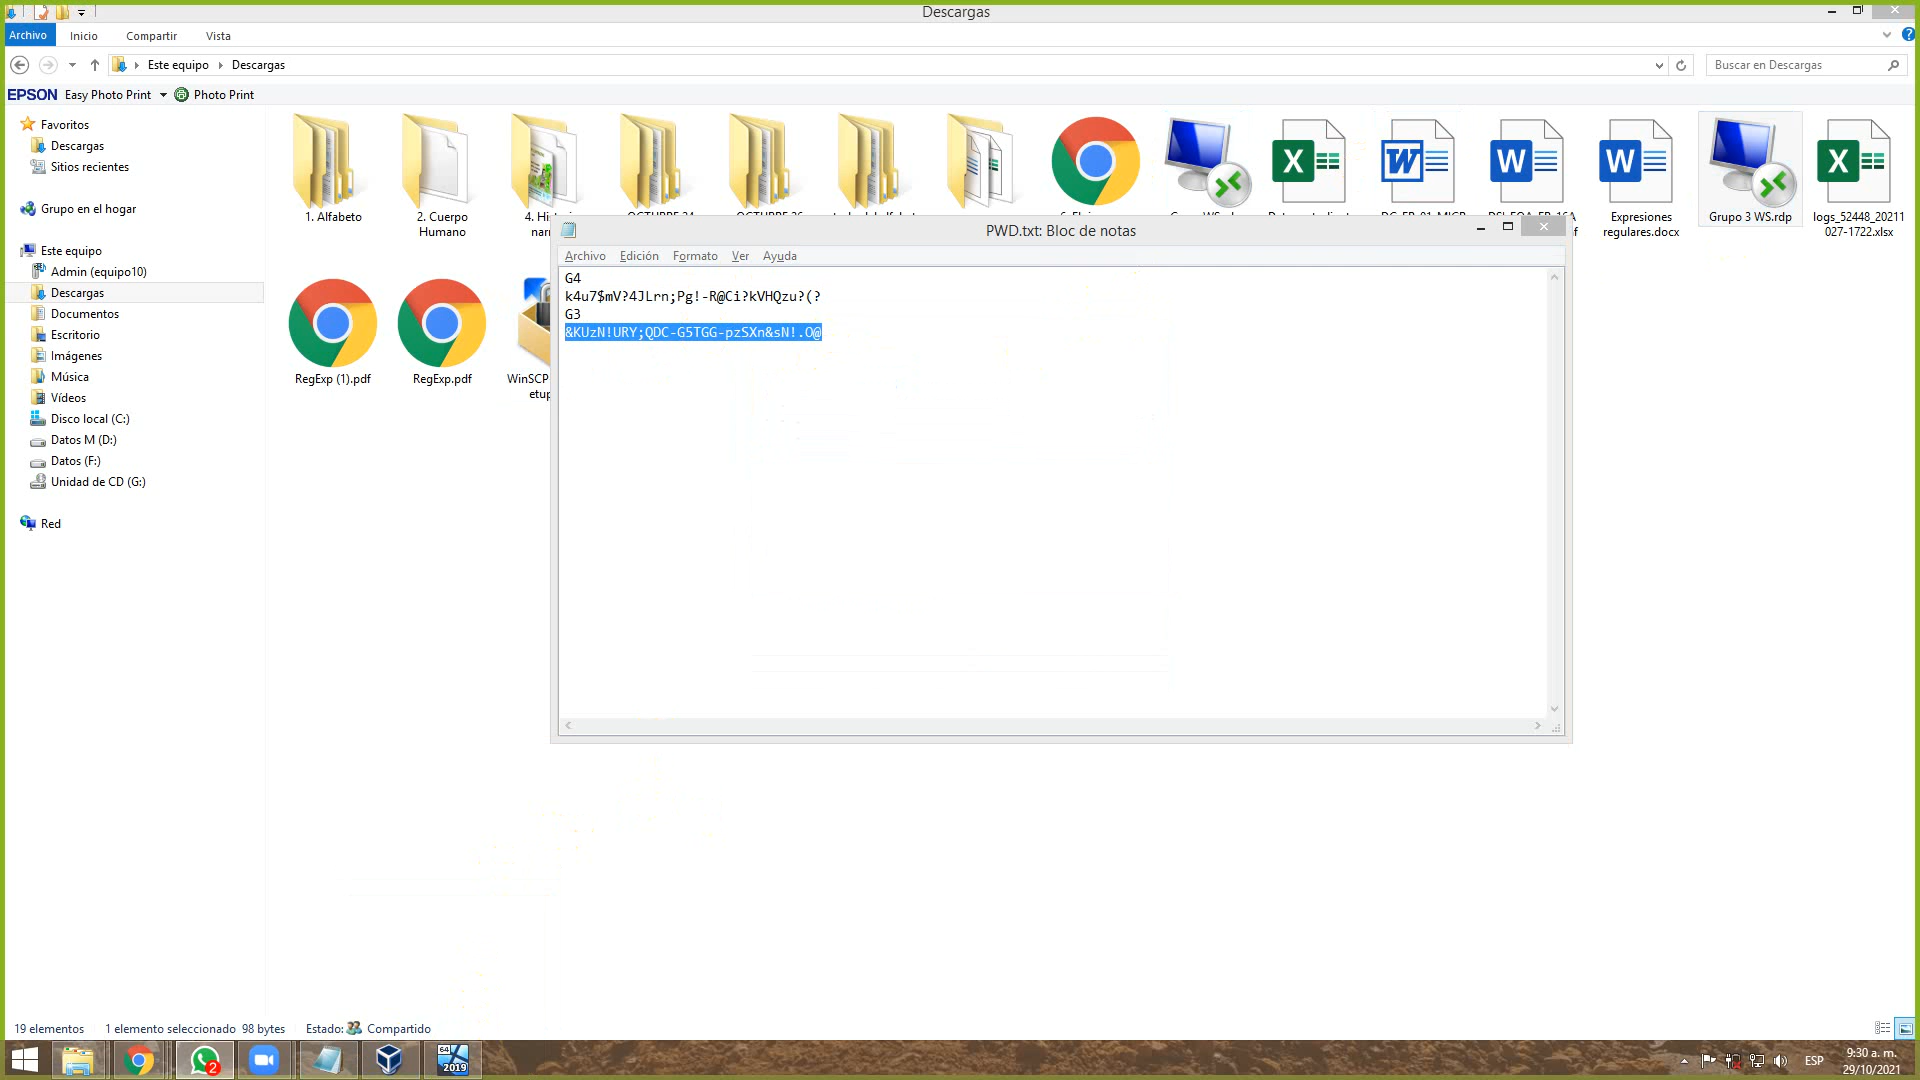 Descargas
Archivo
Inicio
Compartir
Vista
Este equipo
Descargas
Buscar en Descargas
EPSON
Easy Photo Print
Photo Print
Favoritos
Descargas
Sitios recientes
Grupo en el hogar
Este equipo
Admin (equipo10)
Descargas
Documentos
Escritorio
Imágenes
Música
Vídeos
Disco local (C:)
Datos M (D:)
Datos (F:)
Unidad de CD (G:)
Red
1. Alfabeto
2. Cuerpo
Humano
Expresiones
regulares.docx
Grupo 3 WS.rdp
logs_52448_20211
027-1722.xlsx
RegExp (1).pdf
RegExp.pdf
WinSCP
PWD.txt: Bloc de notas
Archivo
Edición
Formato
Ver
Ayuda
G4
k4u7$mV?4JLrn;Pg!-R@Ci?kVHQzu?(?
G3
&KUzN!URY;QDC-G5TGG-pzSXn&sN!.O@
19 elementos
1 elemento seleccionado
98 bytes
Estado:
Compartido
2
64
2019
ESP
9:30 a. m.
29/10/2021